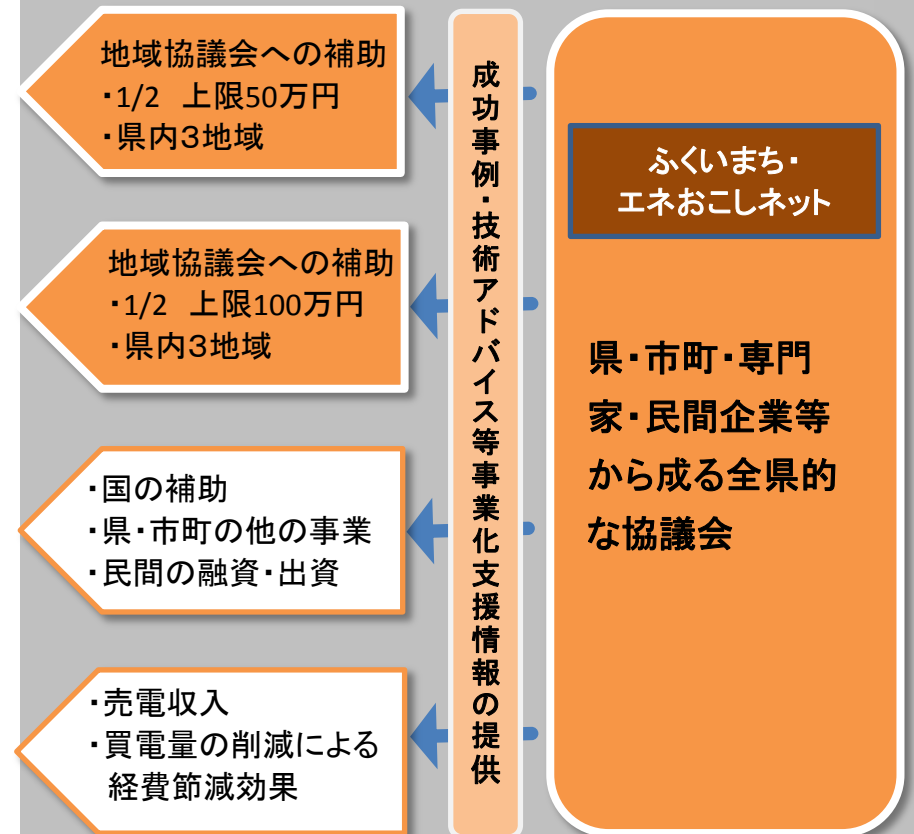 地域協議会への補助
・1/2　上限50万円
・県内３地域
地域協議会への補助
・1/2　上限100万円
・県内３地域
・国の補助
・県・市町の他の事業
・民間の融資・出資
・売電収入
・買電量の削減による
経費節減効果
成功事例・技術アドバイス等事業化支援情報の提供
ふくいまち・
エネおこしネット
県・市町・専門
家・民間企業等
から成る全県的
な協議会